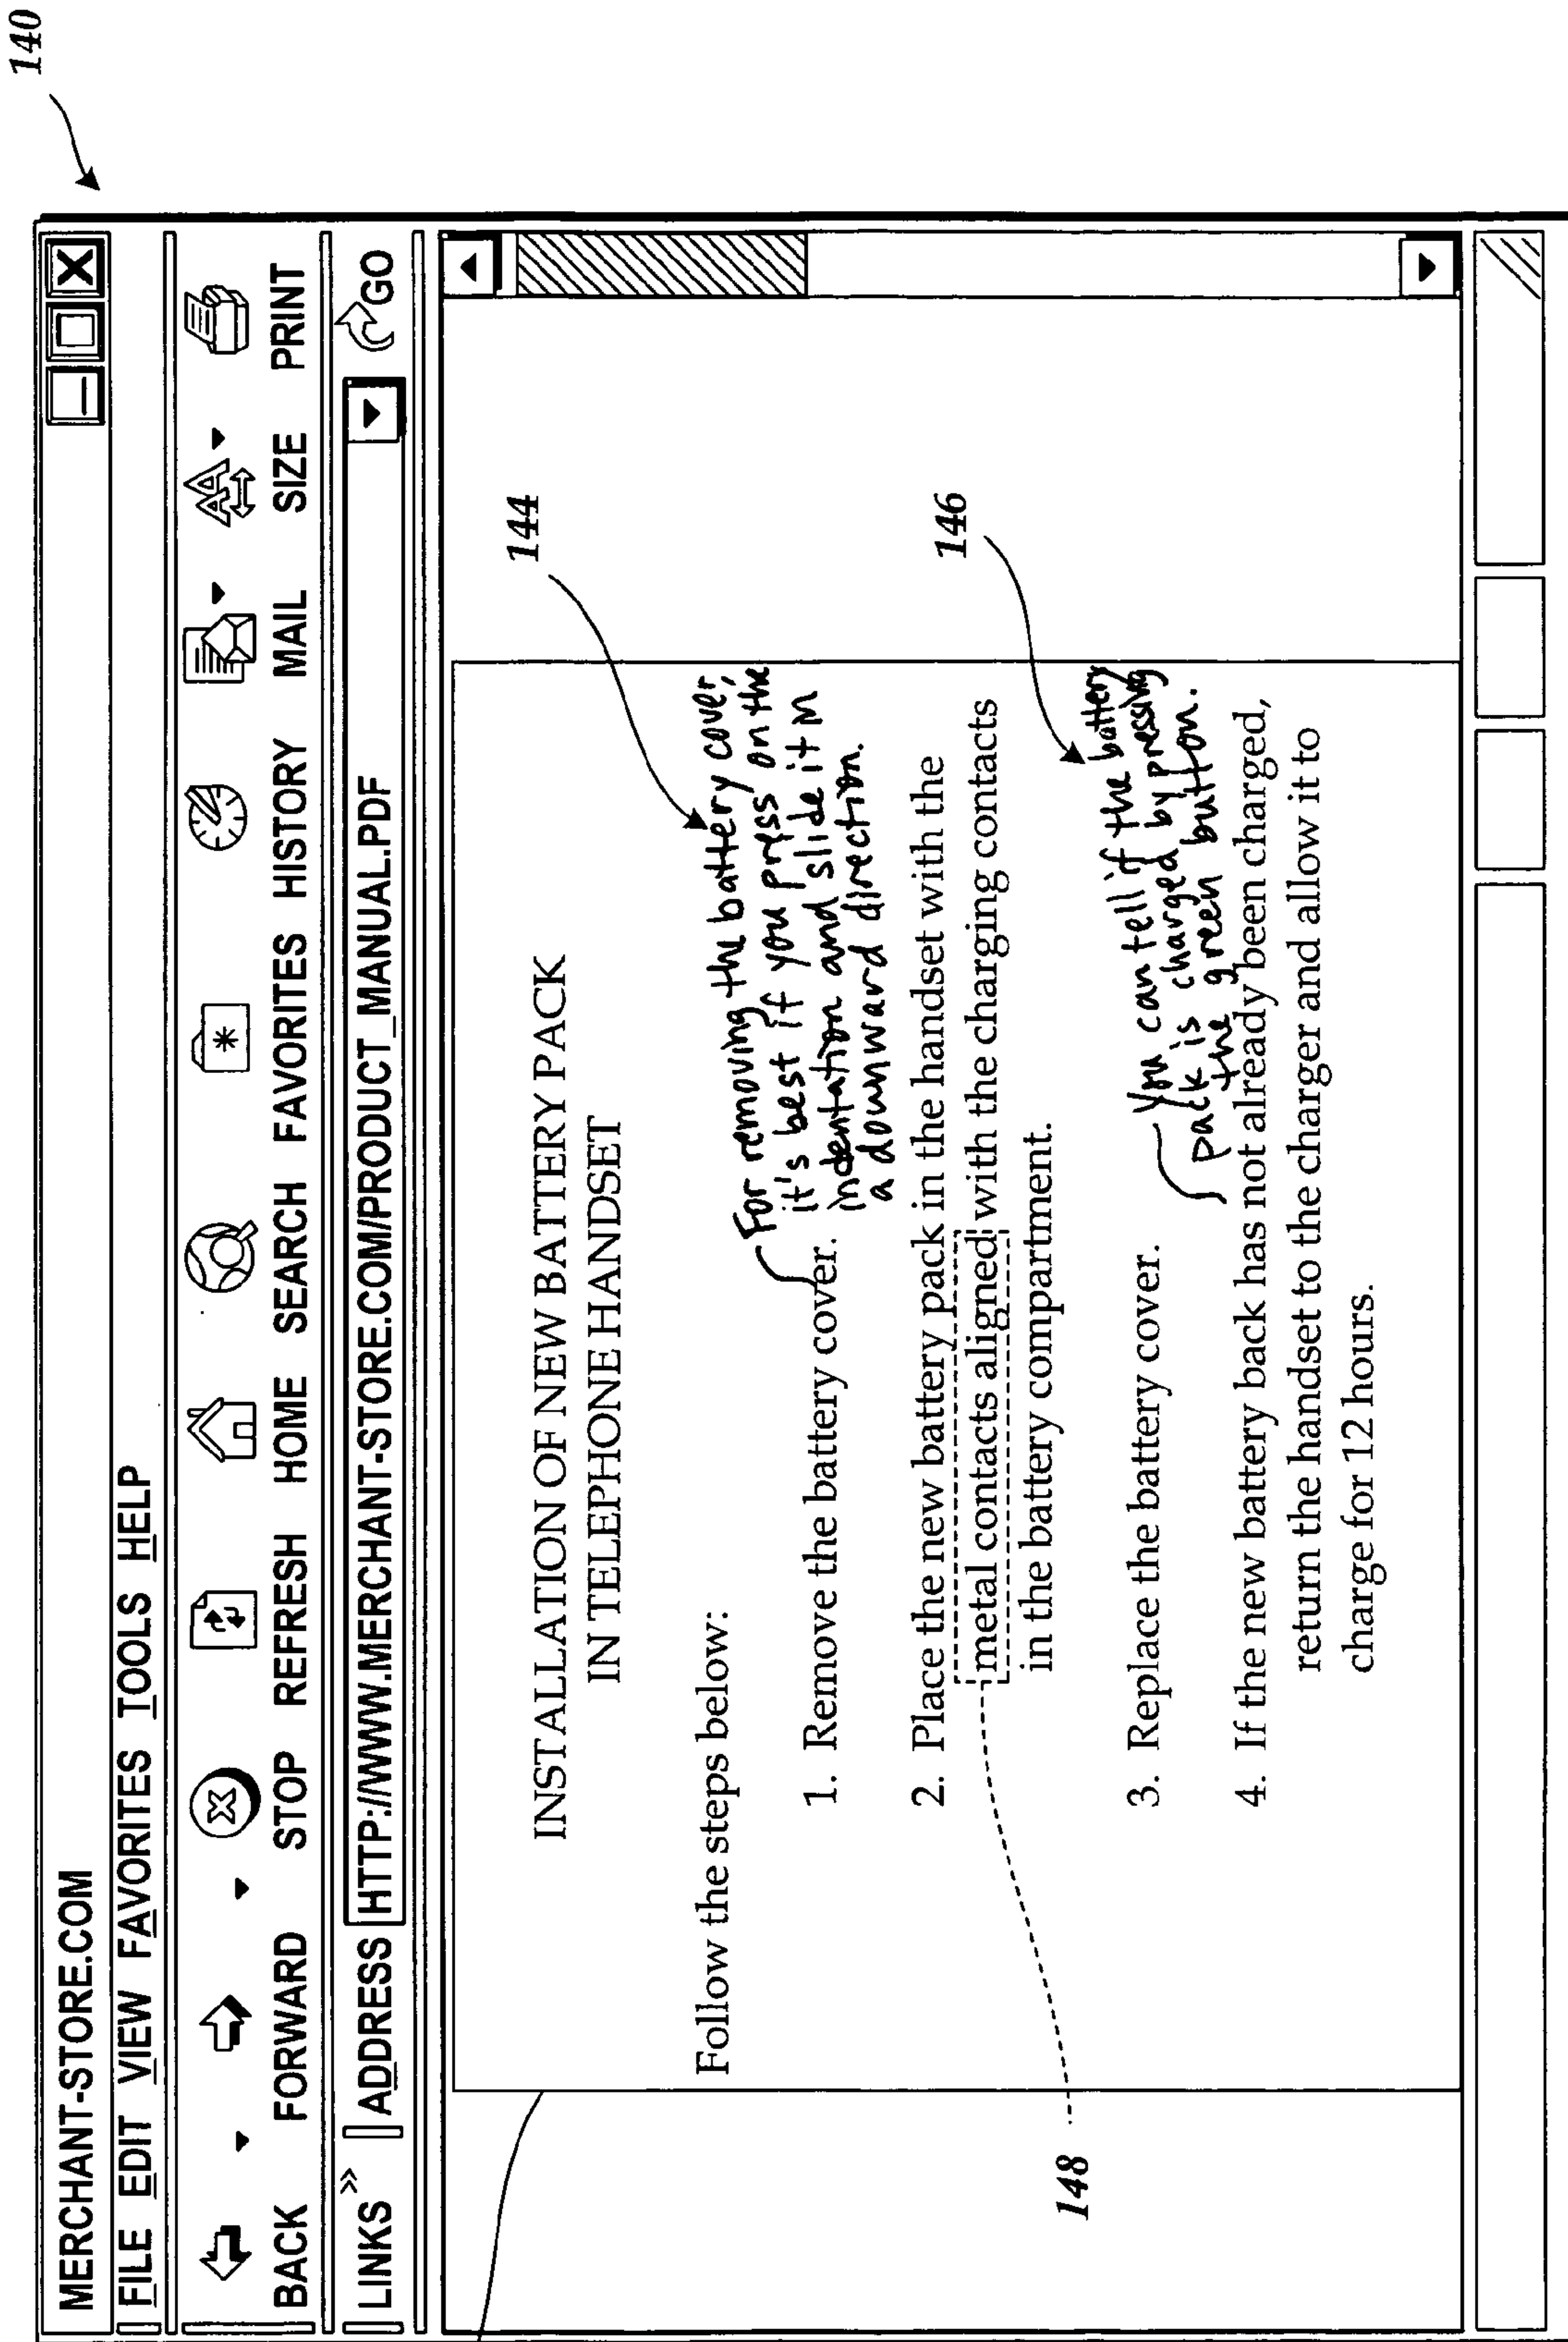 140
MERCHANT-STORE.COM
FILE EDIT VIEW FAVORITES TOOLS HELP
BACK FORWARD STOP REFRESH HOME SEARCH FAVORITES HISTORY MAIL SIZE PRINT
LINKS » ADDRESS HTTP://WWW.MERCHANT-STORE.COM/PRODUCT_MANUAL.PDF GO
INSTALLATION OF NEW BATTERY PACK
IN TELEPHONE HANDSET
144
Follow the steps below:
For removing the battery cover,
it's best if you press on the
indentation and slide it in
a downward direction.
1. Remove the battery cover.
2. Place the new battery pack in the handset with the
metal contacts aligned with the charging contacts
in the battery compartment.
146
148
You can tell if the battery
pack is charged by pressing
the green button.
3. Replace the battery cover.
4. If the new battery back has not already been charged,
return the handset to the charger and allow it to
charge for 12 hours.